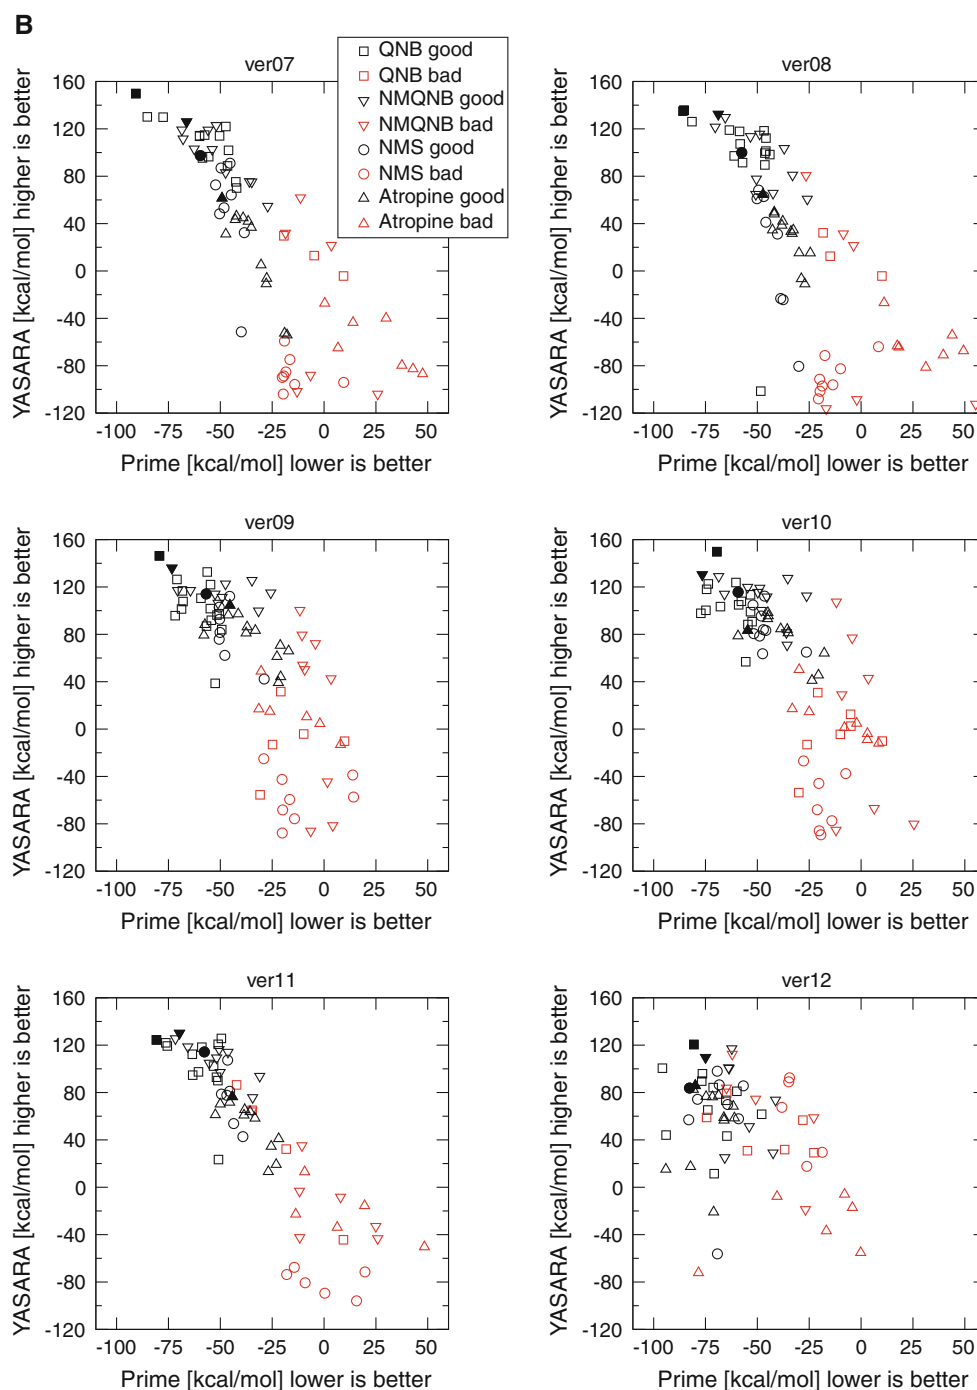 B
ver07
ver08
QNB good
QNB bad
NMQNB good
NMQNB bad
NMS good
NMS bad
Atropine good
Atropine bad
YASARA [kcal/mol] higher is better
160
120
80
40
0
-40
-80
-120
-100 -75 -50 -25 0 25 50
Prime [kcal/mol] lower is better
YASARA [kcal/mol] higher is better
160
120
80
40
0
-40
-80
-120
-100 -75 -50 -25 0 25 50
Prime [kcal/mol] lower is better
ver09
YASARA [kcal/mol] higher is better
160
120
80
40
0
-40
-80
-120
-100 -75 -50 -25 0 25 50
Prime [kcal/mol] lower is better
ver10
YASARA [kcal/mol] higher is better
160
120
80
40
0
-40
-80
-120
-100 -75 -50 -25 0 25 50
Prime [kcal/mol] lower is better
ver11
YASARA [kcal/mol] higher is better
160
120
80
40
0
-40
-80
-120
-100 -75 -50 -25 0 25 50
Prime [kcal/mol] lower is better
ver12
YASARA [kcal/mol] higher is better
160
120
80
40
0
-40
-80
-120
-100 -75 -50 -25 0 25 50
Prime [kcal/mol] lower is better